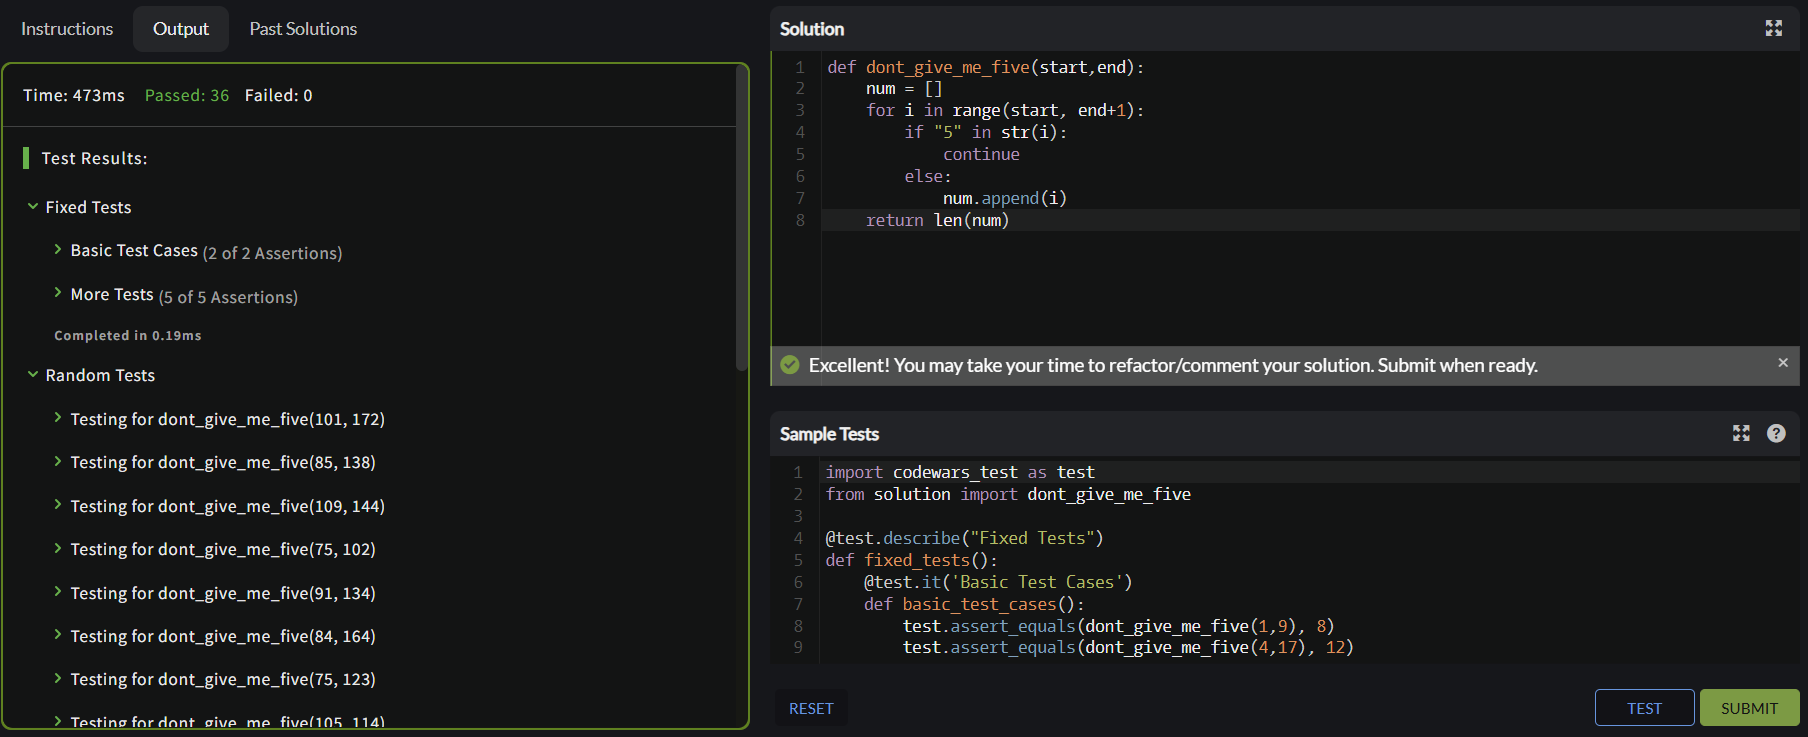 Instructions Output Past Solutions
Time: 473ms Passed: 36 Failed: 0
Test Results:
Fixed Tests
Basic Test Cases (2 of 2 Assertions)
More Tests (5 of 5 Assertions)
Completed in 0.19ms
Random Tests
Testing for dont_give_me_five(101, 172)
Testing for dont_give_me_five(85, 138)
Testing for dont_give_me_five(109, 144)
Testing for dont_give_me_five(75, 102)
Testing for dont_give_me_five(91, 134)
Testing for dont_give_me_five(84, 164)
Testing for dont_give_me_five(75, 123)
Testing for dont_give_me_five(105, 114)
Solution
1 def dont_give_me_five(start,end):
2     num = []
3     for i in range(start, end+1):
4         if "5" in str(i):
5             continue
6         else:
7             num.append(i)
8     return len(num)
Excellent! You may take your time to refactor/comment your solution. Submit when ready.
Sample Tests
1 import codewars_test as test
2 from solution import dont_give_me_five
3
4 @test.describe("Fixed Tests")
5 def fixed_tests():
6     @test.it('Basic Test Cases')
7     def basic_test_cases():
8         test.assert_equals(dont_give_me_five(1,9), 8)
9         test.assert_equals(dont_give_me_five(4,17), 12)
RESET TEST SUBMIT